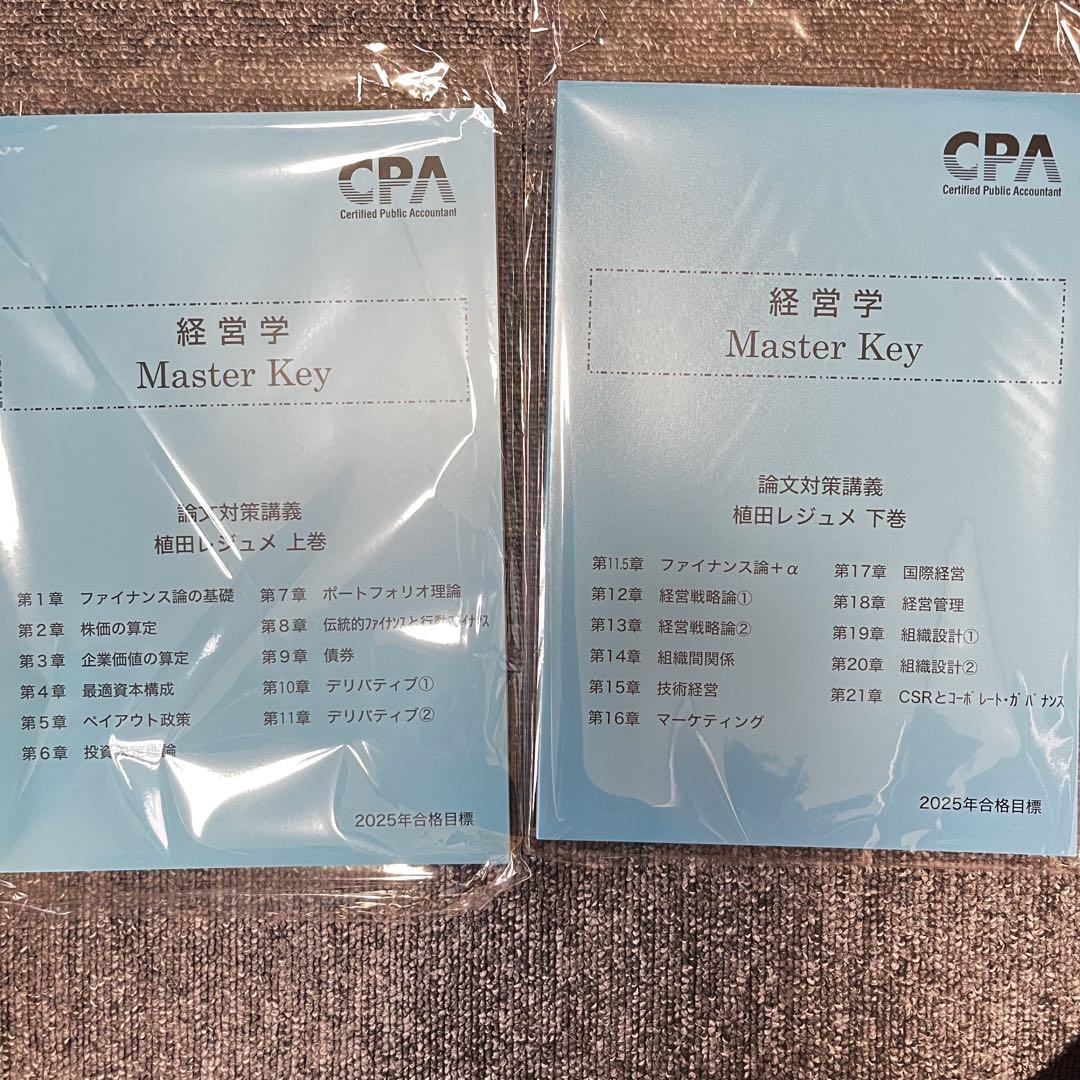 CPA
Certified Public Accountant
経営学
Master Key
論文対策講義
植田レジュメ 上巻
第1章 ファイナンス論の基礎
第2章 株価の算定
第3章 企業価値の算定
第4章 最適資本構成
第5章 ペイアウト政策
第6章 投資決定理論
第7章 ポートフォリオ理論
第8章 伝統的ﾌｧｲﾅﾝｽと行動ﾌｧｲﾅﾝｽ
第9章 債券
第10章 デリバティブ①
第11章 デリバティブ②
2025年合格目標
CPA
Certified Public Accountant
経営学
Master Key
論文対策講義
植田レジュメ 下巻
第11.5章 ファイナンス論＋α
第12章 経営戦略論①
第13章 経営戦略論②
第14章 組織間関係
第15章 技術経営
第16章 マーケティング
第17章 国際経営
第18章 経営管理
第19章 組織設計①
第20章 組織設計②
第21章 CSRとｺｰﾎﾟﾚｰﾄ・ｶﾞﾊﾞﾅﾝｽ
2025年合格目標